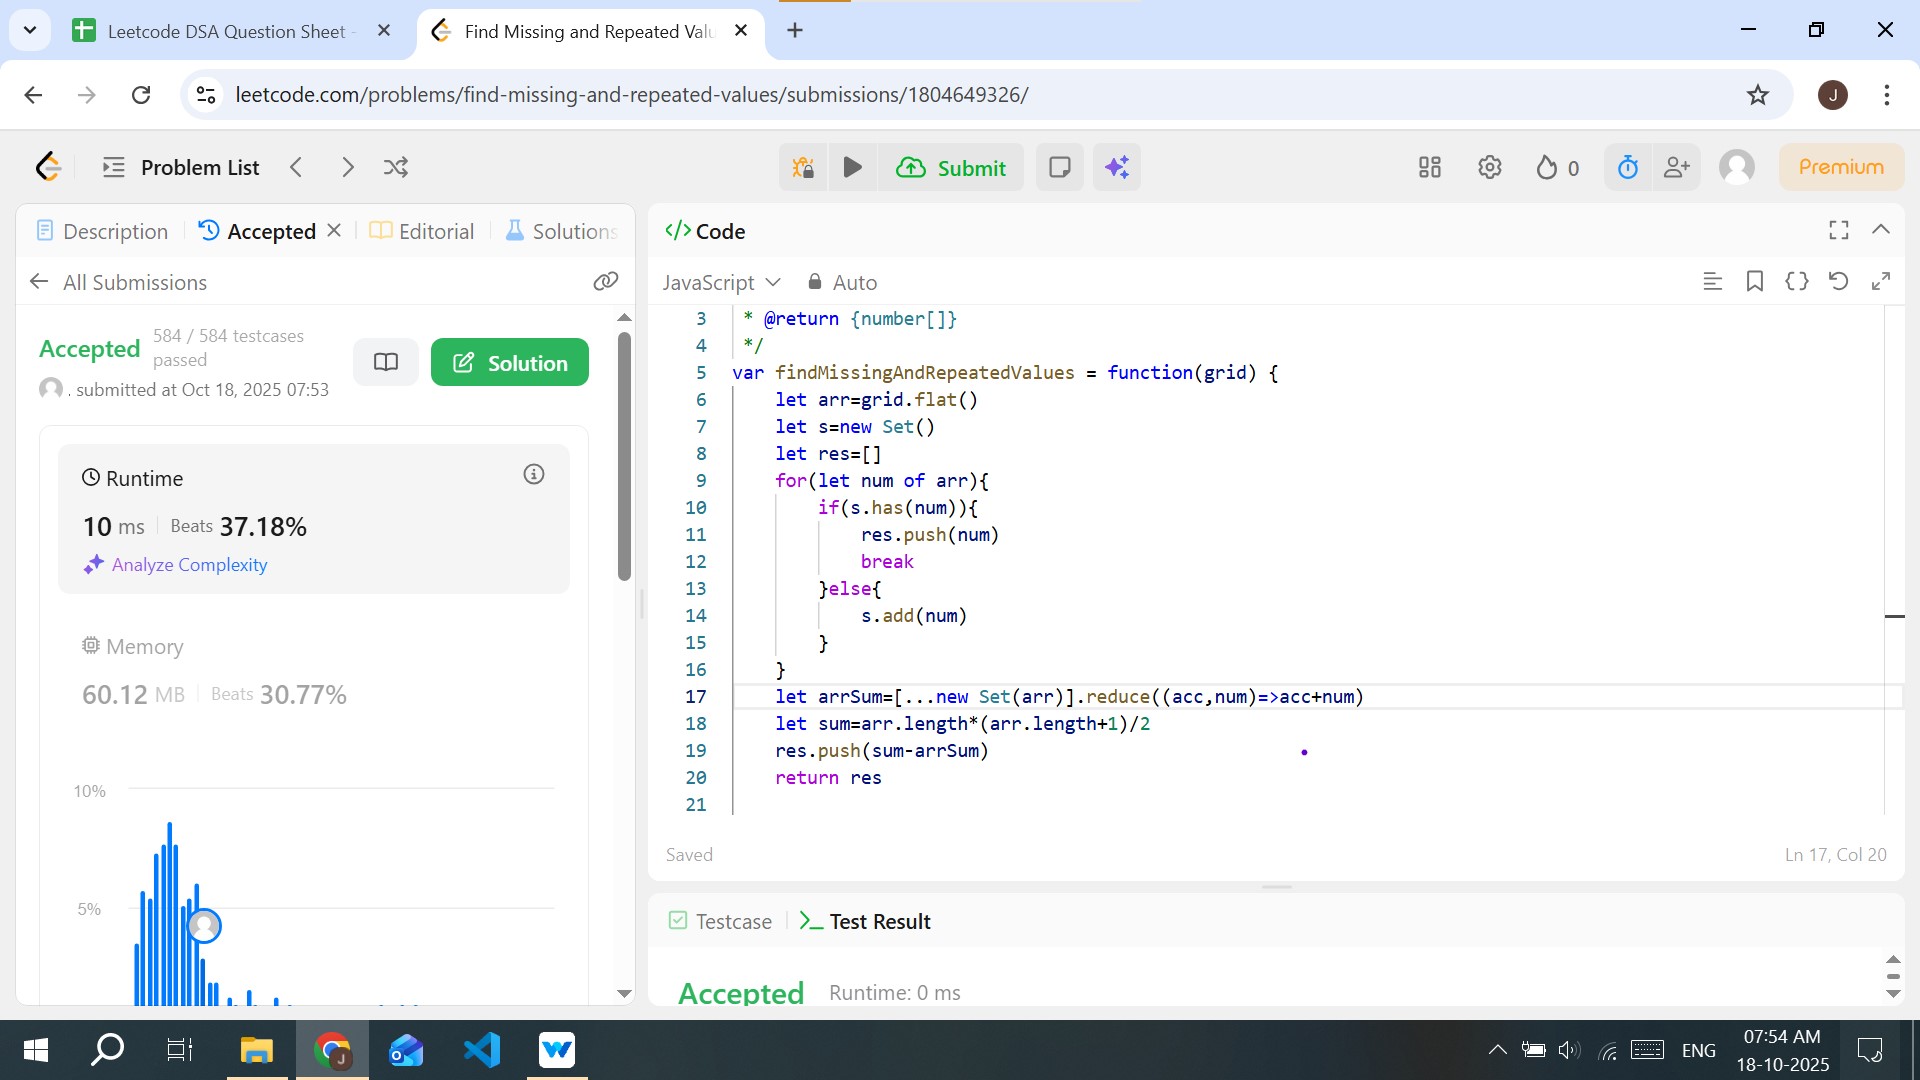 Leetcode DSA Question Sheet -
Find Missing and Repeated Valu
leetcode.com/problems/find-missing-and-repeated-values/submissions/1804649326/
J
Problem List
Submit
0
Premium
Description
Accepted
Editorial
Solutions
Code
All Submissions
JavaScript
Auto
Accepted
584 / 584 testcases
passed
. submitted at Oct 18, 2025 07:53
Solution
Runtime
10 ms
Beats 37.18%
Analyze Complexity
Memory
60.12 MB
Beats 30.77%
10%
5%
3 * @return {number[]}
4 */
5 var findMissingAndRepeatedValues = function(grid) {
6 let arr=grid.flat()
7 let s=new Set()
8 let res=[]
9 for(let num of arr){
10 if(s.has(num)){
11 res.push(num)
12 break
13 }else{
14 s.add(num)
15 }
16 }
17 let arrSum=[...new Set(arr)].reduce((acc,num)=>acc+num)
18 let sum=arr.length*(arr.length+1)/2
19 res.push(sum-arrSum)
20 return res
21
Saved
Ln 17, Col 20
Testcase
Test Result
Accepted
Runtime: 0 ms
ENG
07:54 AM
18-10-2025